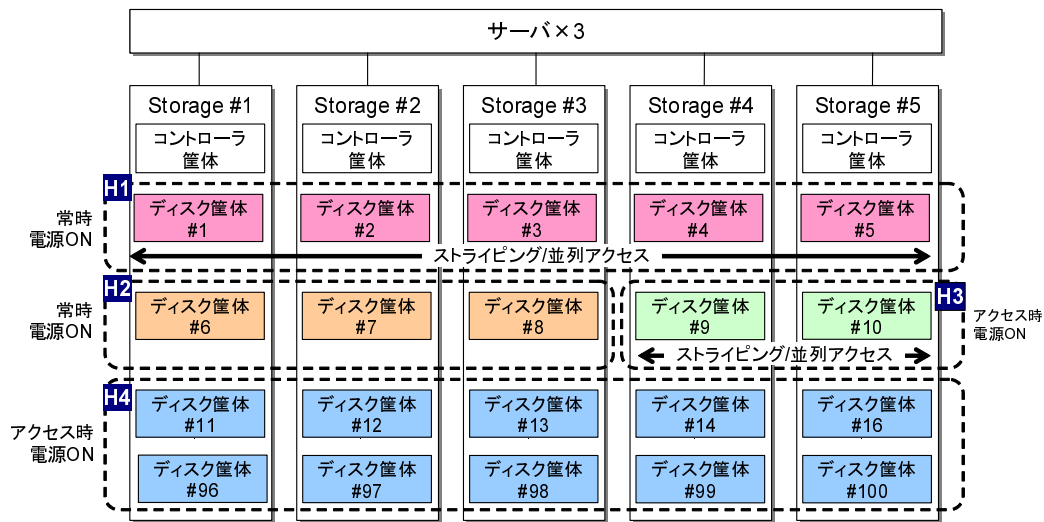 サーバ×3
Storage #1
Storage #2
Storage #3
Storage #4
Storage #5
コントローラ
筐体
コントローラ
筐体
コントローラ
筐体
コントローラ
筐体
コントローラ
筐体
H1
常時
電源ON
ディスク筐体
#1
ディスク筐体
#2
ディスク筐体
#3
ディスク筐体
#4
ディスク筐体
#5
ストライピング/並列アクセス
H2
常時
電源ON
ディスク筐体
#6
ディスク筐体
#7
ディスク筐体
#8
ディスク筐体
#9
ディスク筐体
#10
H3
アクセス時
電源ON
ストライピング/並列アクセス
H4
アクセス時
電源ON
ディスク筐体
#11
ディスク筐体
#12
ディスク筐体
#13
ディスク筐体
#14
ディスク筐体
#16
ディスク筐体
#96
ディスク筐体
#97
ディスク筐体
#98
ディスク筐体
#99
ディスク筐体
#100